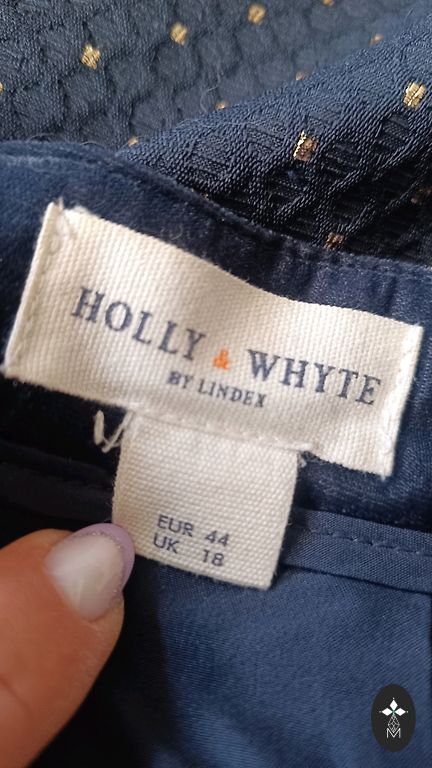 HOLLY & WHYTE
BY LINDEX
EUR 44
UK 18
M